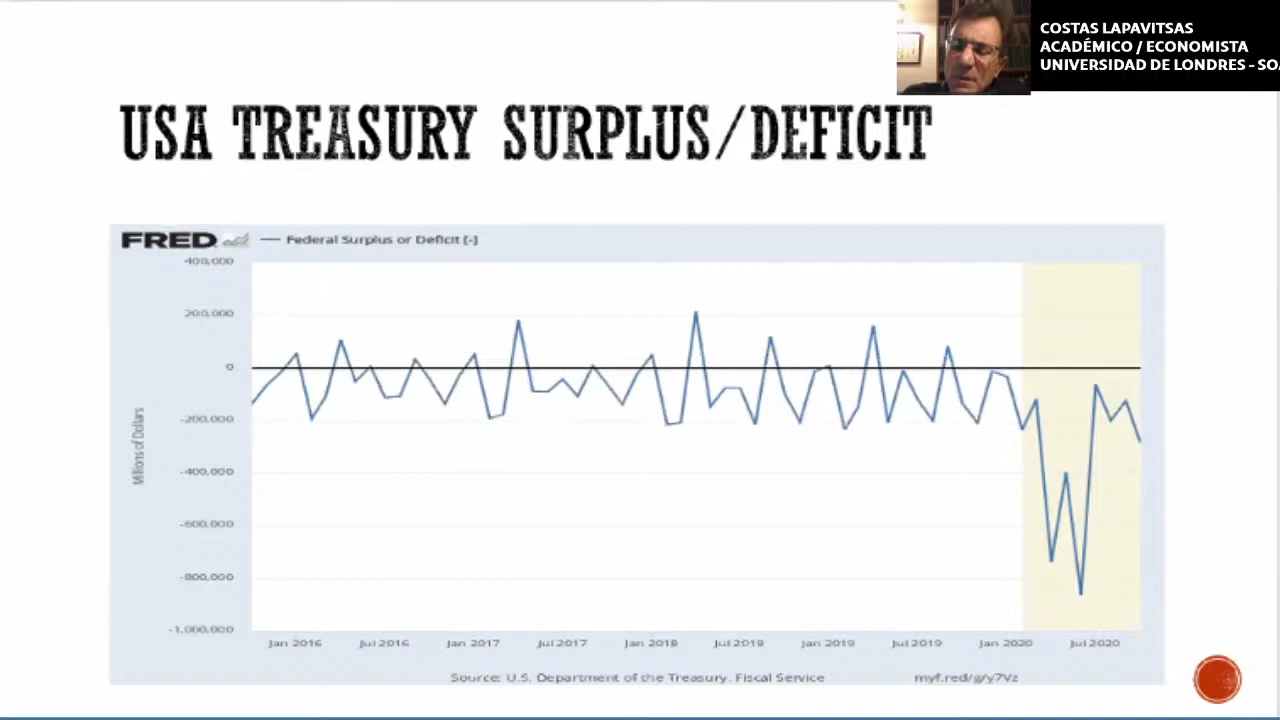 COSTAS LAPAVITSAS
ACADÉMICO / ECONOMISTA
UNIVERSIDAD DE LONDRES - SO
USA TREASURY SURPLUS/DEFICIT
FRED
Federal Surplus or Deficit [-]
400,000
200,000
0
-200,000
-400,000
-600,000
-800,000
-1,000,000
Millions of Dollars
Jan 2016 Jul 2016 Jan 2017 Jul 2017 Jan 2018 Jul 2018 Jan 2019 Jul 2019 Jan 2020 Jul 2020
Source: U.S. Department of the Treasury. Fiscal Service myf.red/g/y7Vz